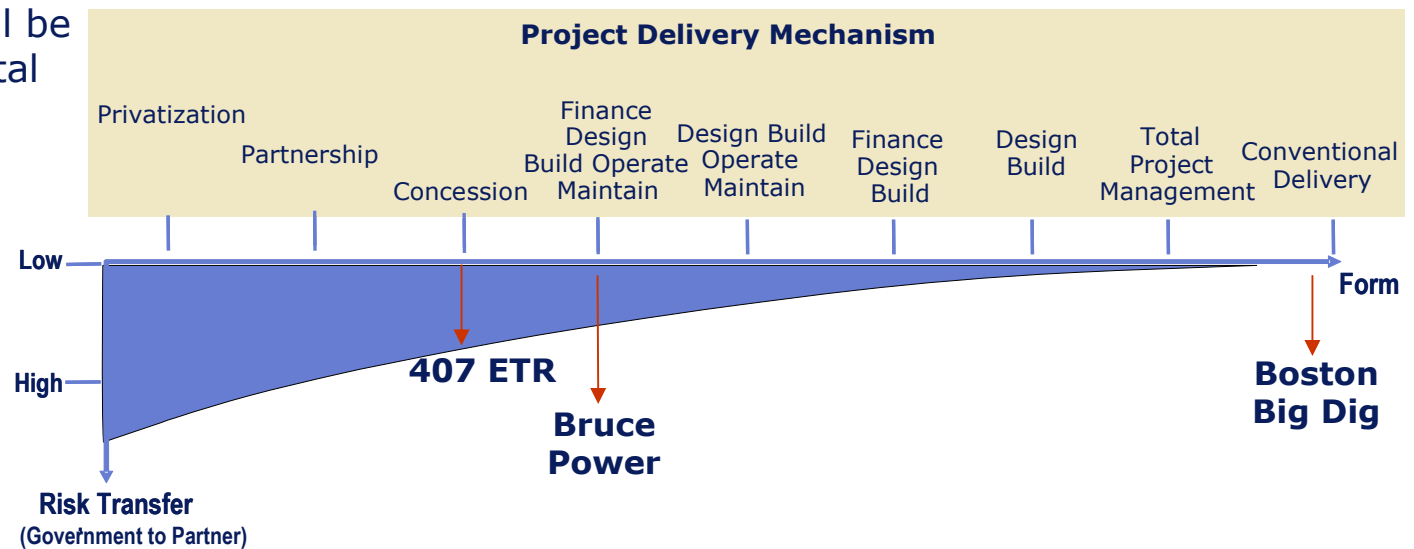 l be
tal
Project Delivery Mechanism
Privatization
Partnership
Concession
Finance
Design
Build Operate
Maintain
Design Build
Operate
Maintain
Finance
Design
Build
Design
Build
Total
Project
Management
Conventional
Delivery
Low
Form
High
407 ETR
Bruce
Power
Boston
Big Dig
Risk Transfer
(Government to Partner)